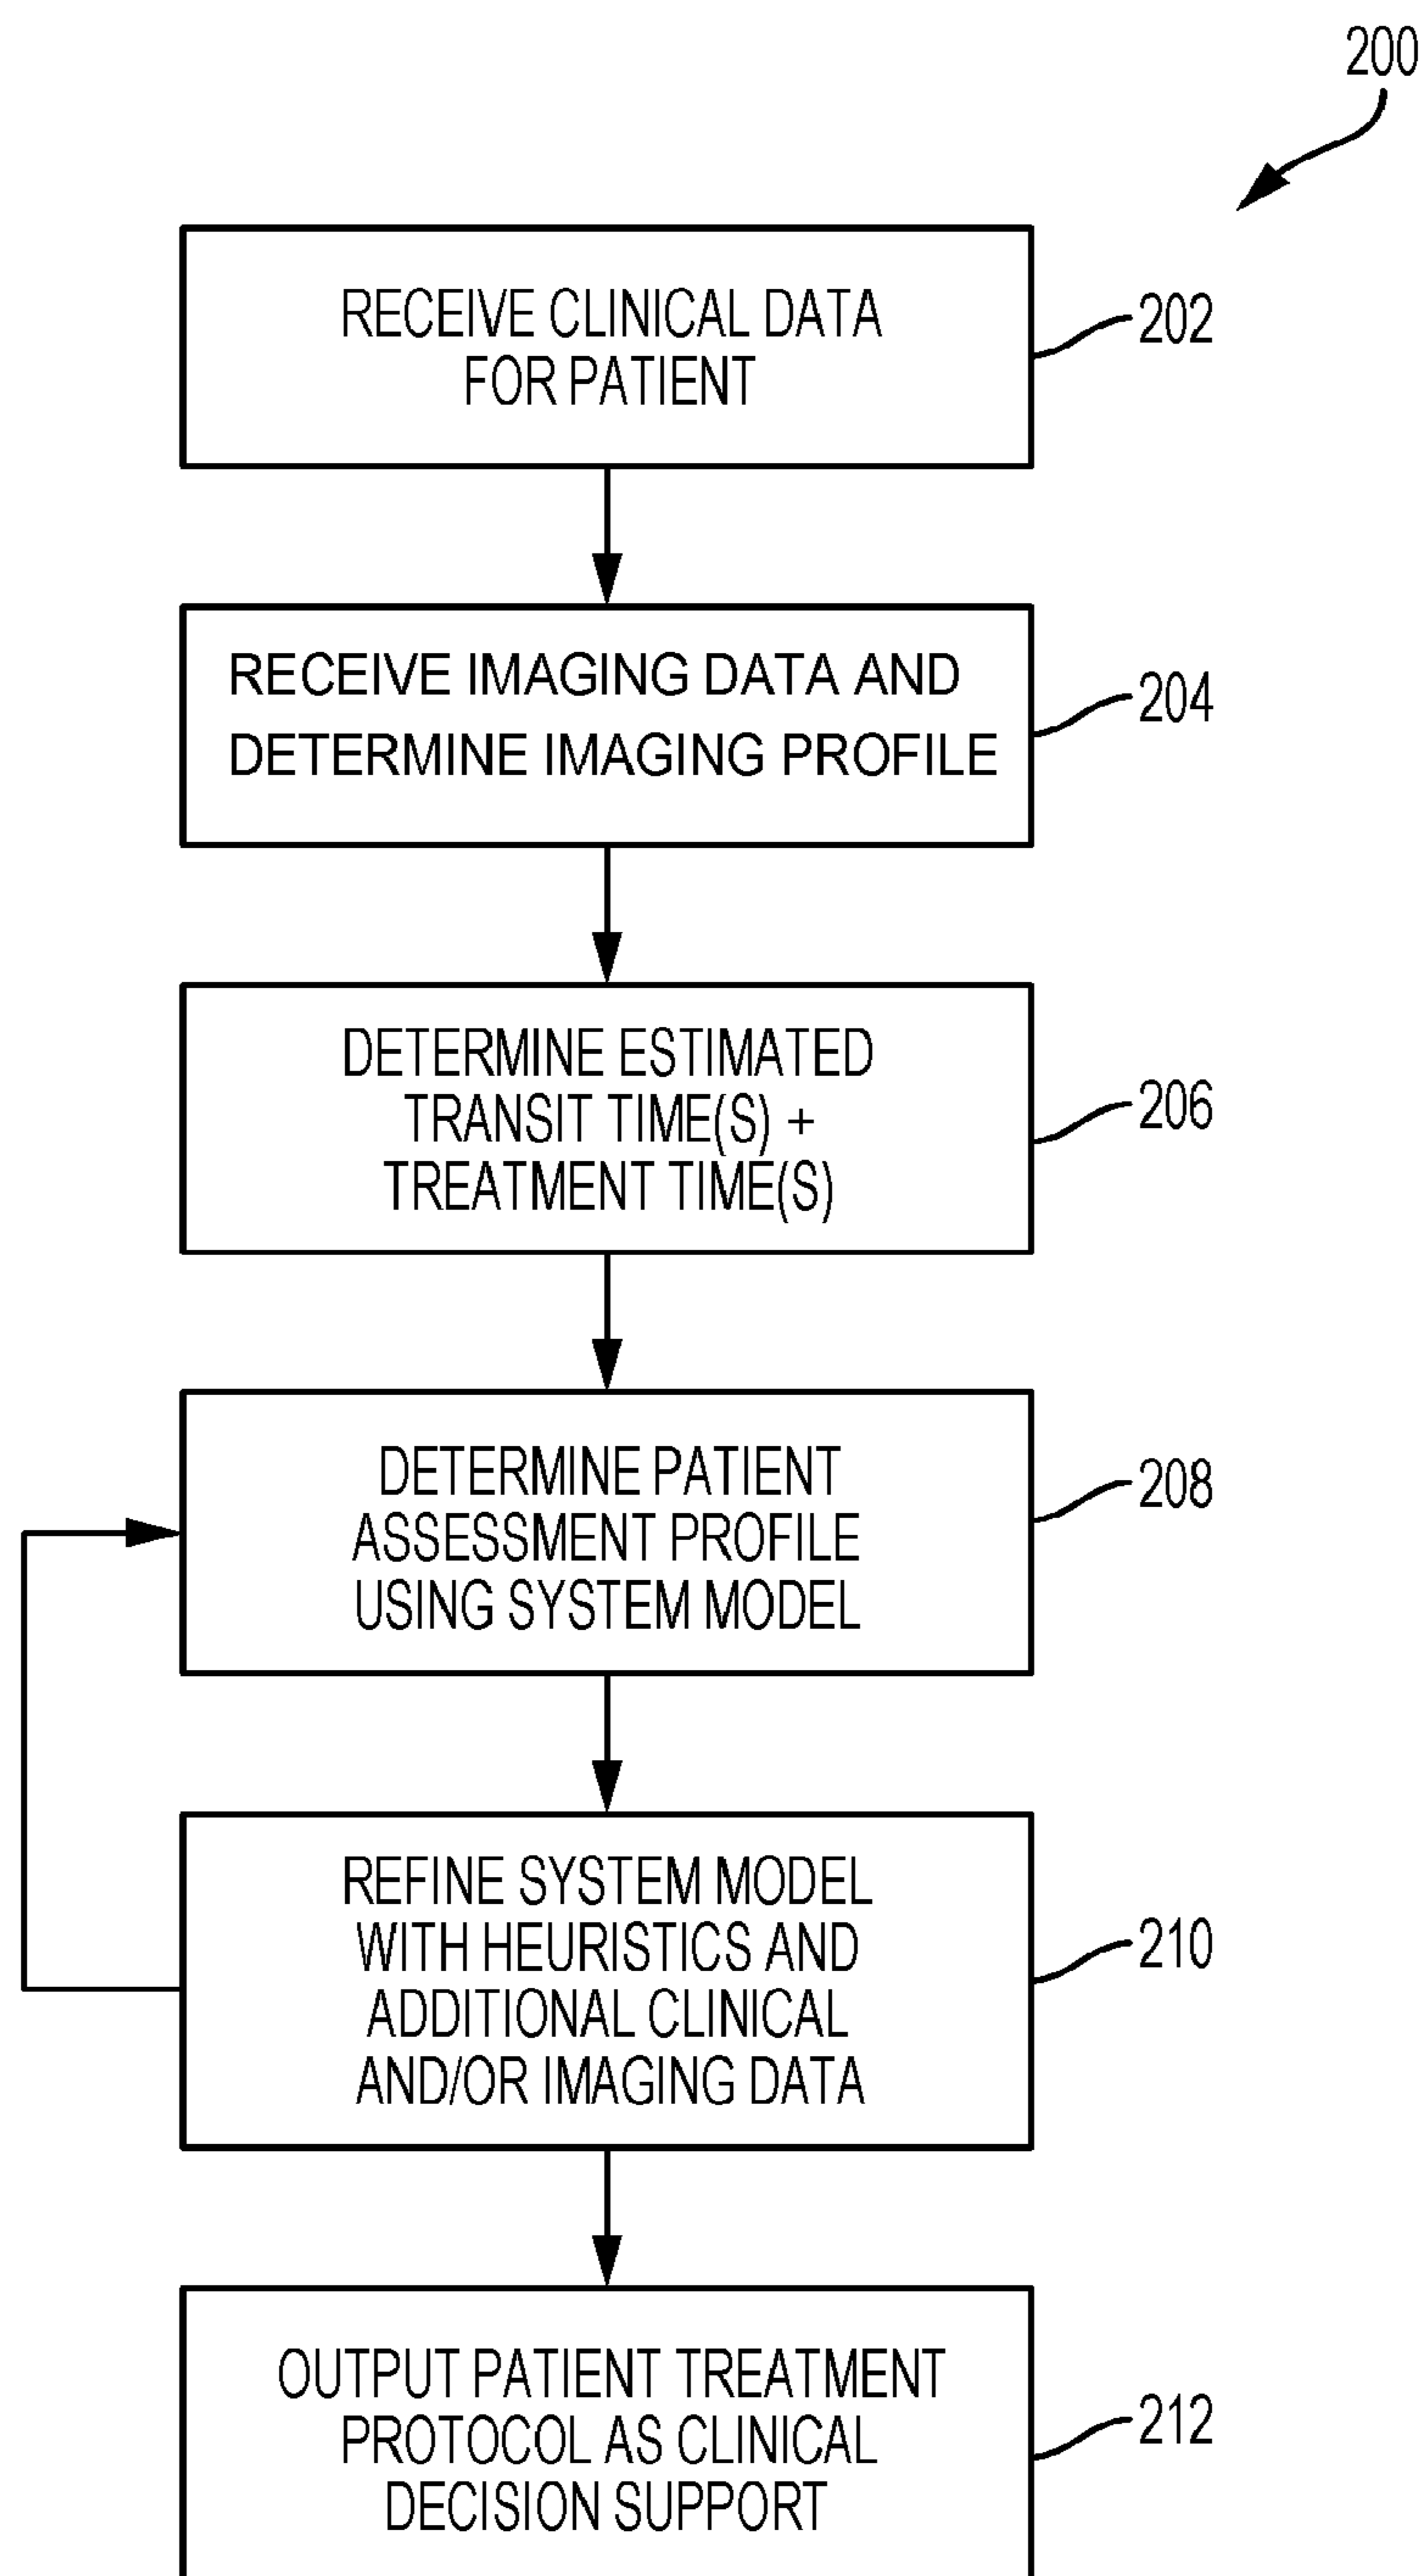 200
RECEIVE CLINICAL DATA
FOR PATIENT
202
RECEIVE IMAGING DATA AND
DETERMINE IMAGING PROFILE
204
DETERMINE ESTIMATED
TRANSIT TIME(S) +
TREATMENT TIME(S)
206
DETERMINE PATIENT
ASSESSMENT PROFILE
USING SYSTEM MODEL
208
REFINE SYSTEM MODEL
WITH HEURISTICS AND
ADDITIONAL CLINICAL
AND/OR IMAGING DATA
210
OUTPUT PATIENT TREATMENT
PROTOCOL AS CLINICAL
DECISION SUPPORT
212